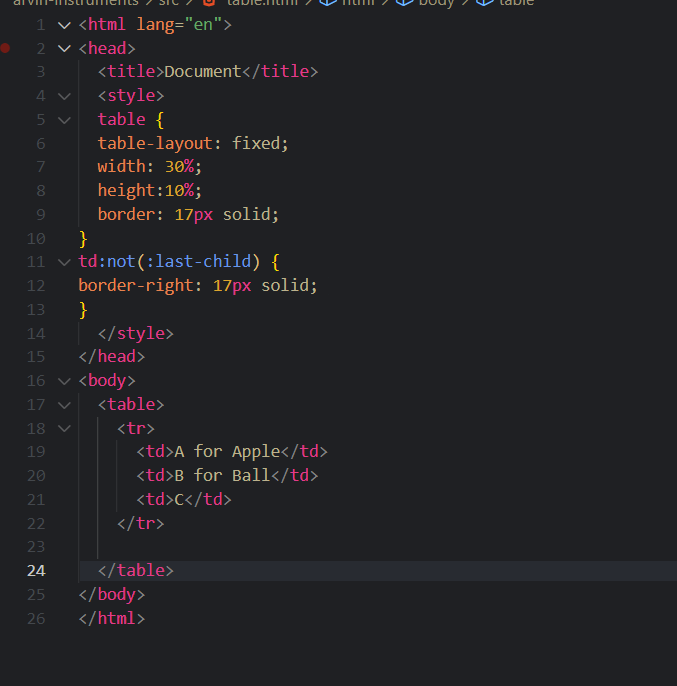 arvin-instruments > src > table.html > html > body > table
1 <html lang="en">
2 <head>
3 <title>Document</title>
4 <style>
5 table {
6 table-layout: fixed;
7 width: 30%;
8 height:10%;
9 border: 17px solid;
10 }
11 td:not(:last-child) {
12 border-right: 17px solid;
13 }
14 </style>
15 </head>
16 <body>
17 <table>
18 <tr>
19 <td>A for Apple</td>
20 <td>B for Ball</td>
21 <td>C</td>
22 </tr>
23
24 </table>
25 </body>
26 </html>